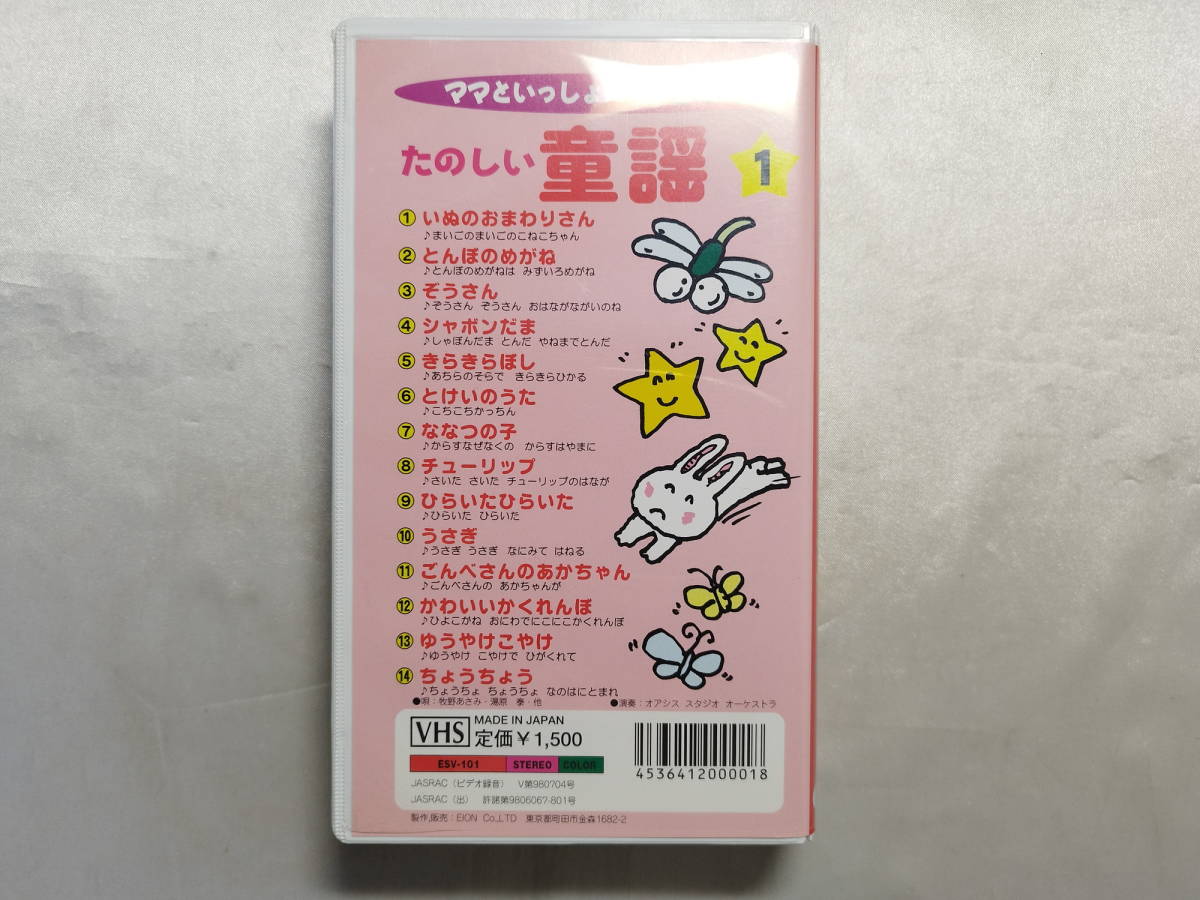 ママといっしょ
たのしい 童謡 1
① いぬのおまわりさん
♪まいごのまいごのこねこちゃん
② とんぼのめがね
♪とんぼのめがねは みずいろめがね
③ ぞうさん
♪ぞうさん ぞうさん おはながながいのね
④ シャボンだま
♪しゃぼんだま とんだ やねまでとんだ
⑤ きらきらぼし
♪あちらのそらで きらきらひかる
⑥ とけいのうた
♪こちこちかっちん
⑦ ななつの子
♪からすなぜなくの からすはやまに
⑧ チューリップ
♪さいた さいた チューリップのはなが
⑨ ひらいたひらいた
♪ひらいた ひらいた
⑩ うさぎ
♪うさぎ うさぎ なにみて はねる
⑪ ごんべさんのあかちゃん
♪ごんべさんの あかちゃんが
⑫ かわいいかくれんぼ
♪ひよこがね おにわでにこにこかくれんぼ
⑬ ゆうやけこやけ
♪ゆうやけ こやけで ひがくれて
⑭ ちょうちょう
♪ちょうちょ ちょうちょ なのはにとまれ
●唄：牧野あさみ・湯原 泰・他 ●演奏：オアシス スタジオ オーケストラ
VHS MADE IN JAPAN
定価￥1,500
ESV-101 STEREO COLOR
4536412000018
JASRAC（ビデオ録音） V第980704号
JASRAC（出） 許諾第9806067-801号
製作,販売：EION Co.,LTD 東京都町田市金森1682-2